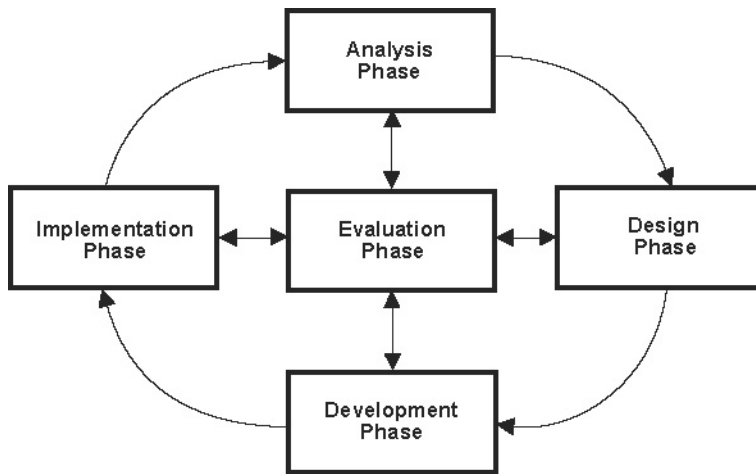 Analysis
Phase
Implementation
Phase
Evaluation
Phase
Design
Phase
Development
Phase